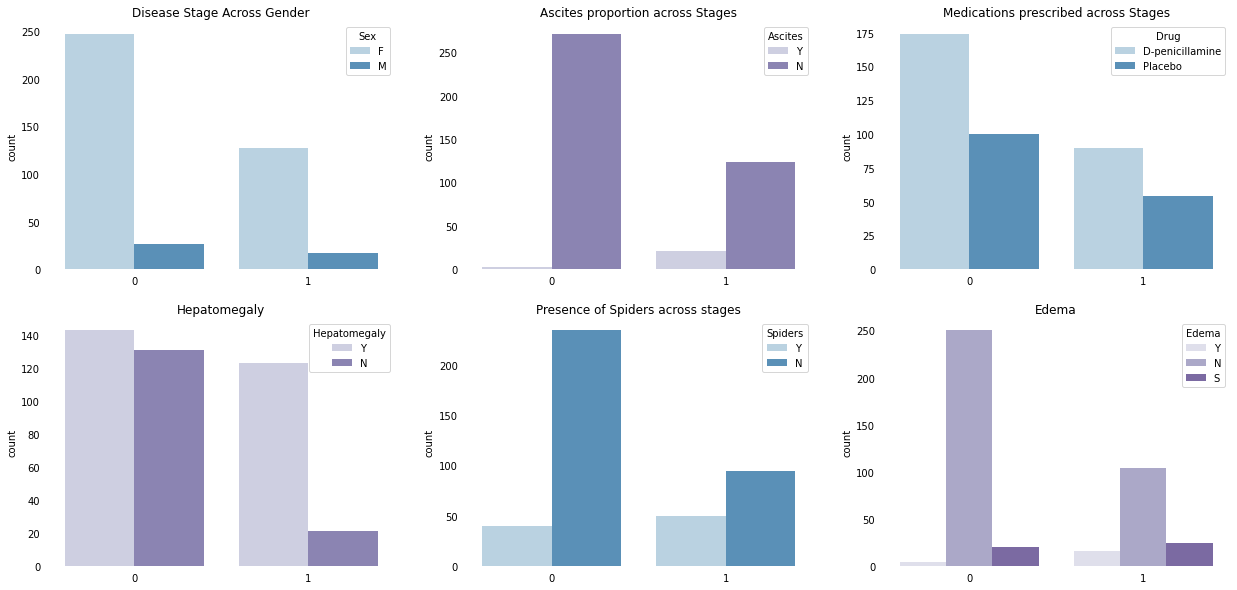 Disease Stage Across Gender
count
250
200
150
100
50
0
0 1
Sex
F
M
Ascites proportion across Stages
count
250
200
150
100
50
0
0 1
Ascites
Y
N
Medications prescribed across Stages
count
175
150
125
100
75
50
25
0
0 1
Drug
D-penicillamine
Placebo
Hepatomegaly
count
140
120
100
80
60
40
20
0
0 1
Hepatomegaly
Y
N
Presence of Spiders across stages
count
200
150
100
50
0
0 1
Spiders
Y
N
Edema
count
250
200
150
100
50
0
0 1
Edema
Y
N
S